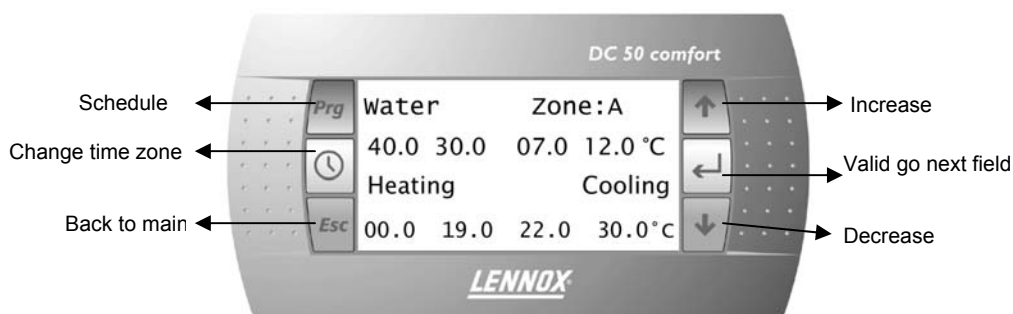 DC 50 comfort
Schedule
Prg
Water Zone:A
Increase
Change time zone
40.0 30.0 07.0 12.0 °C
Valid go next field
Heating Cooling
Back to main
Esc
00.0 19.0 22.0 30.0°C
Decrease
LENNOX